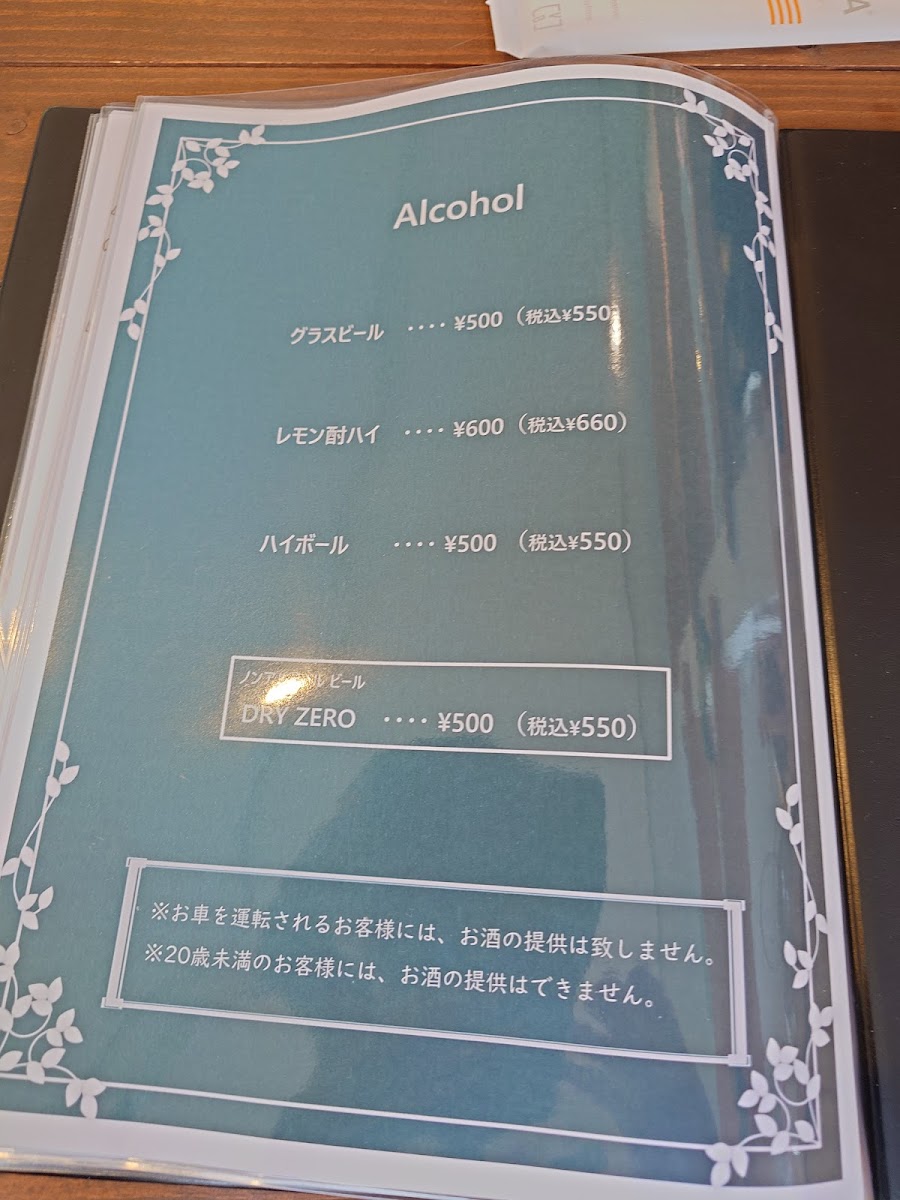 Alcohol
グラスビール ････ ¥500（税込¥550
レモン酎ハイ ････ ¥600（税込¥660）
ハイボール ････ ¥500（税込¥550）
ビール
DRY ZERO ････ ¥500（税込¥550）
※お車を運転されるお客様には、お酒の提供は致しません。
※20歳未満のお客様には、お酒の提供はできません。